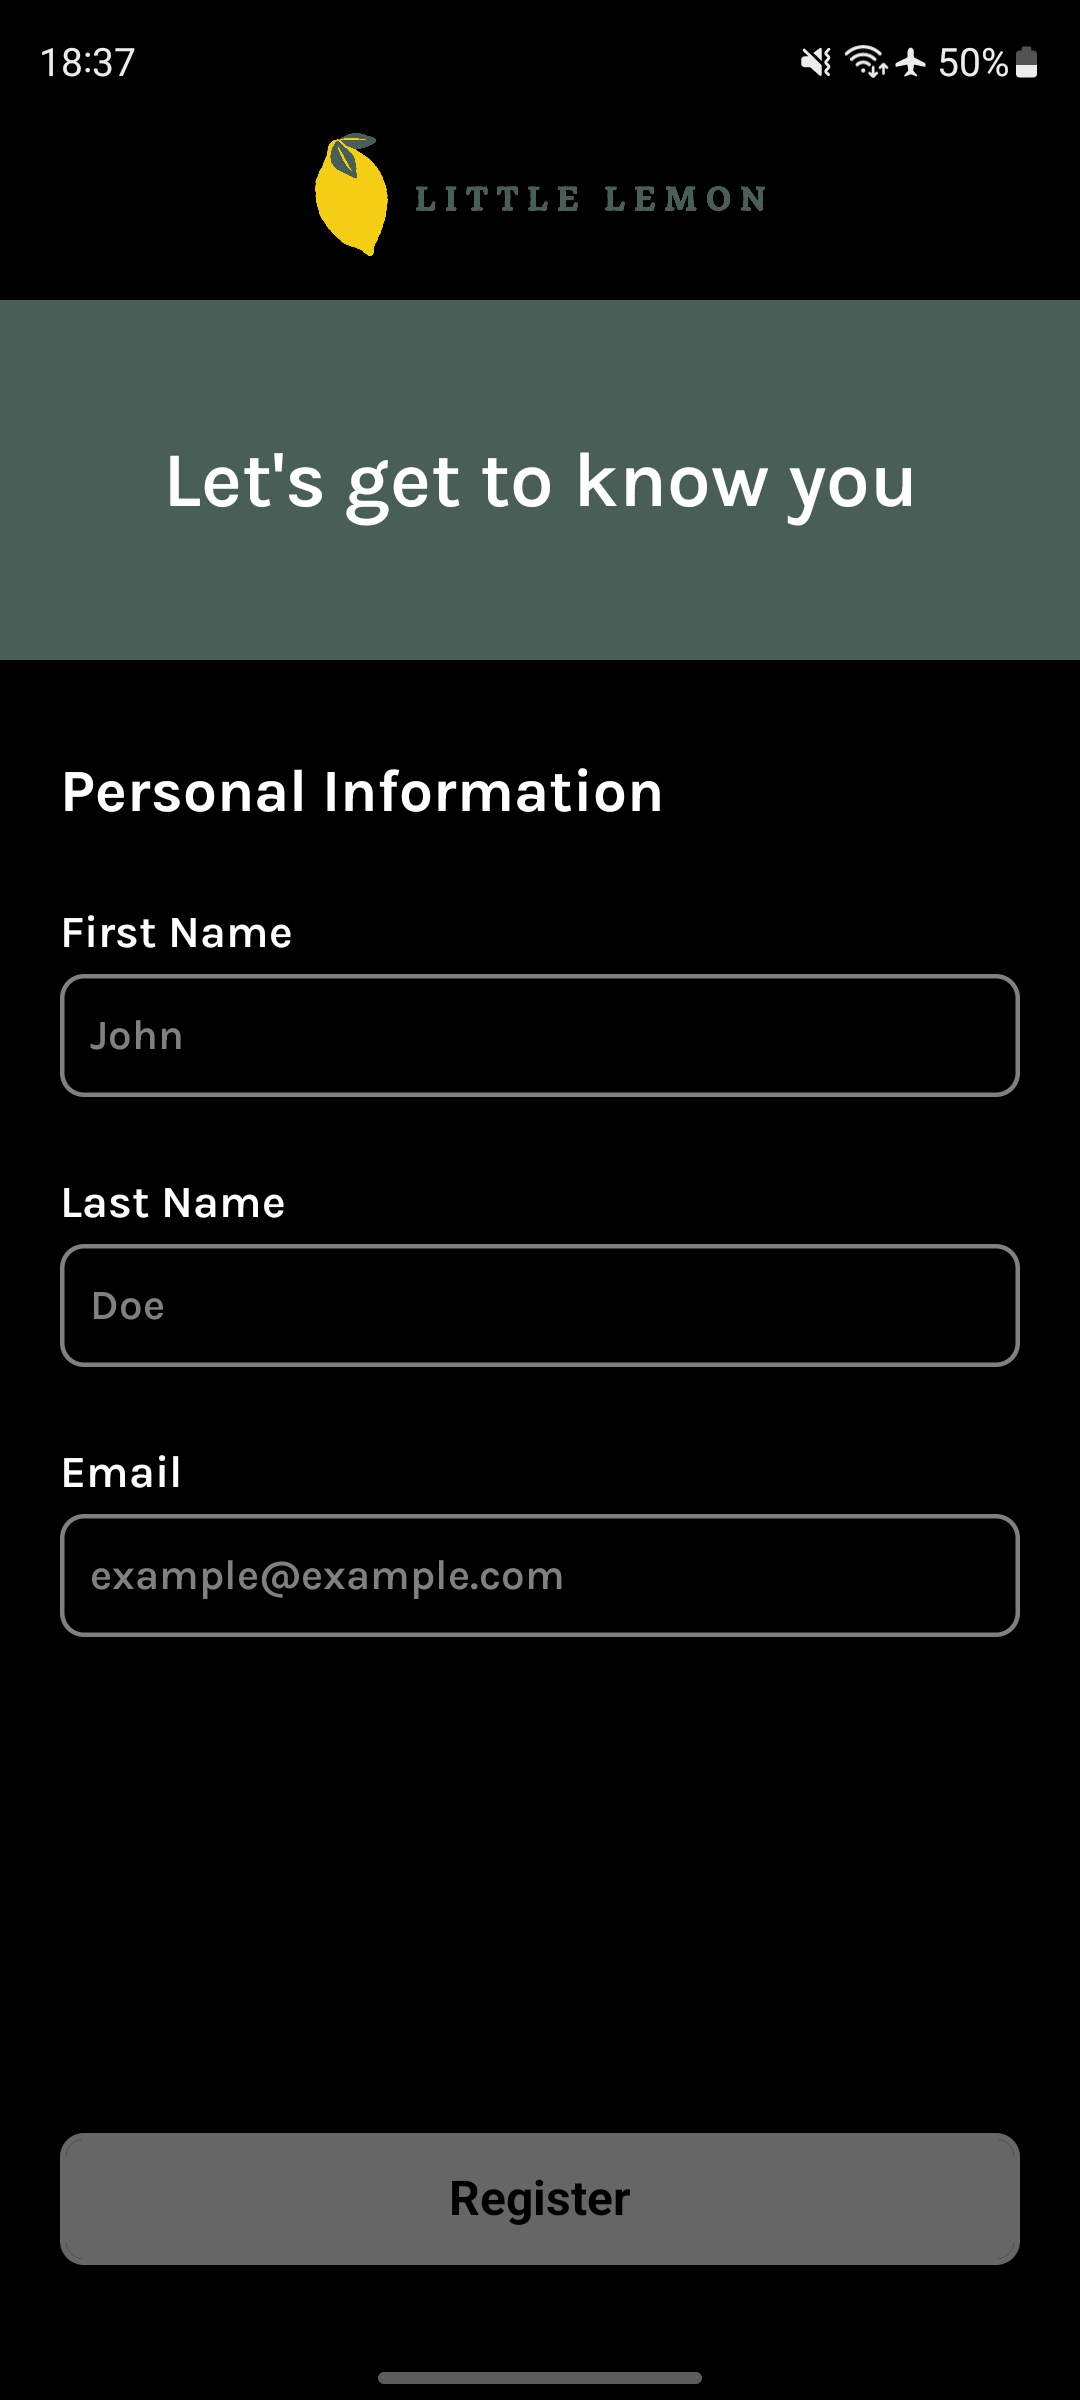 18:37 50%
LITTLE LEMON
Let's get to know you
Personal Information
First Name
John
Last Name
Doe
Email
example@example.com
Register